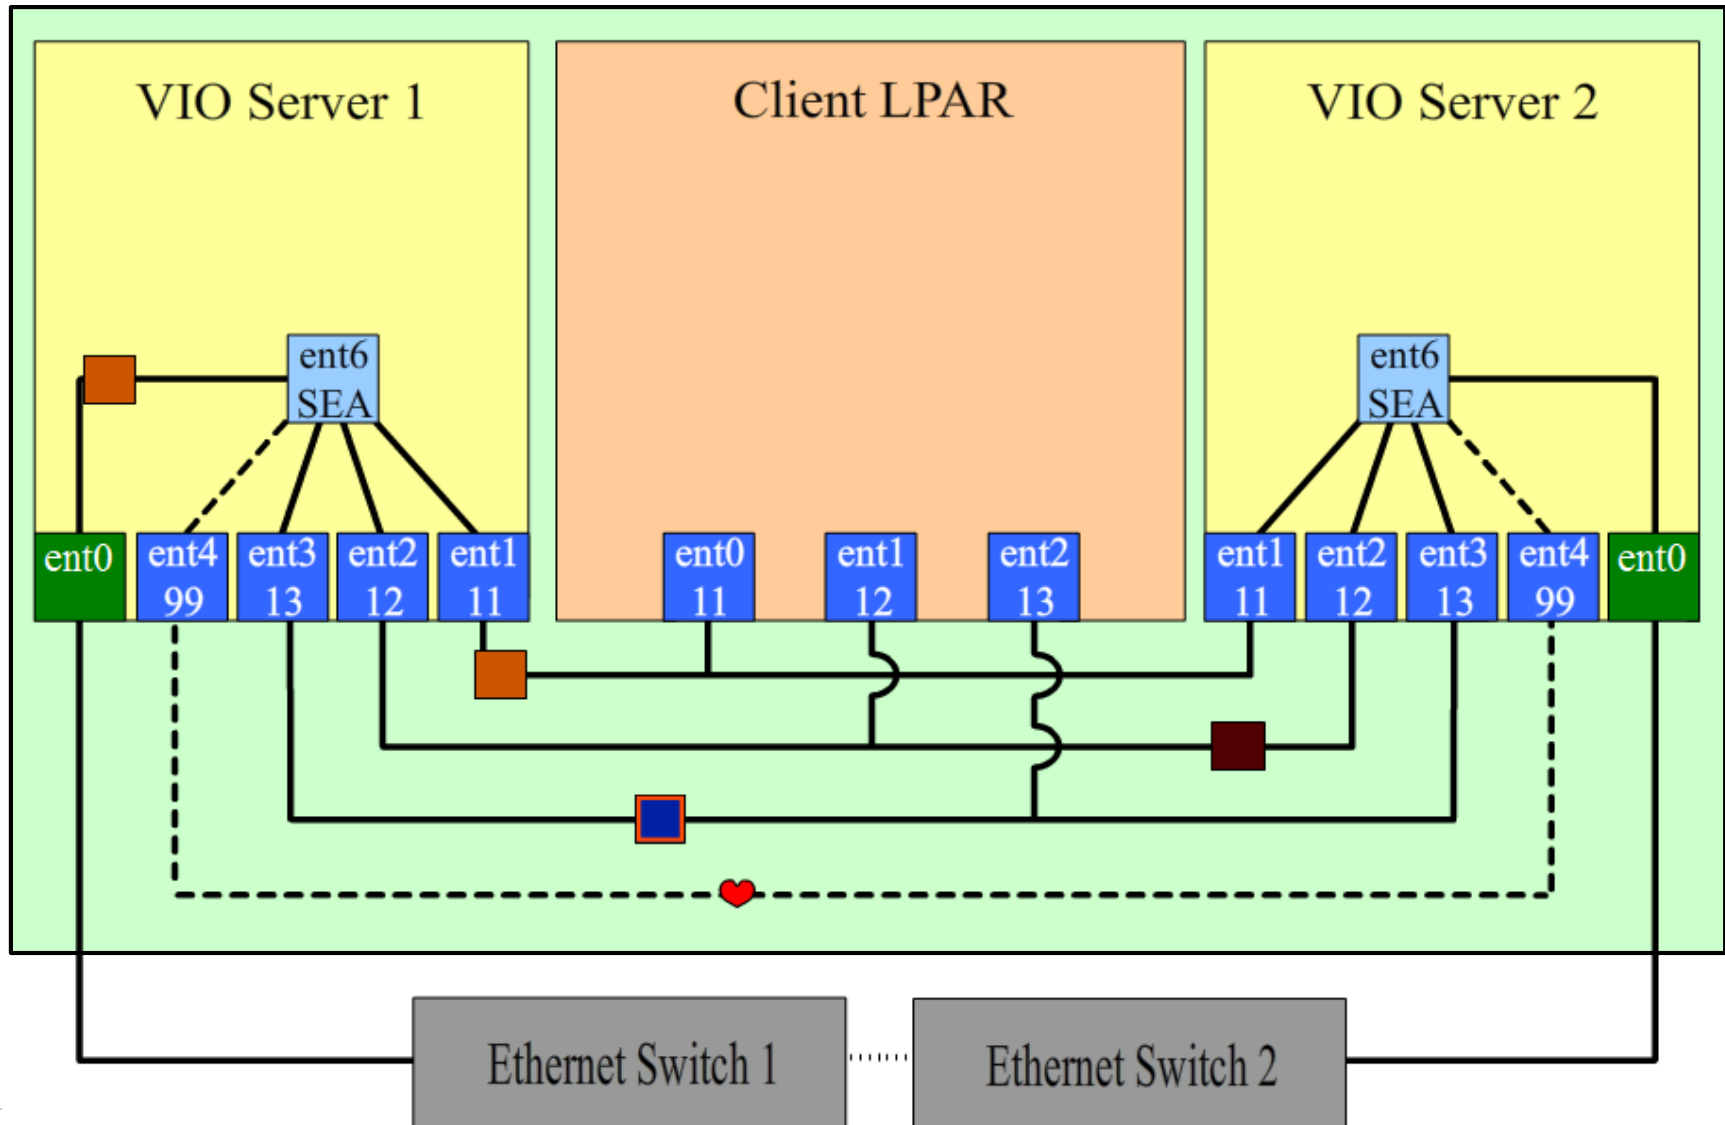 VIO Server 1
Client LPAR
VIO Server 2
ent6
SEA
ent6
SEA
ent0
ent4
99
ent3
13
ent2
12
ent1
11
ent0
11
ent1
12
ent2
13
ent1
11
ent2
12
ent3
13
ent4
99
ent0
Ethernet Switch 1
Ethernet Switch 2